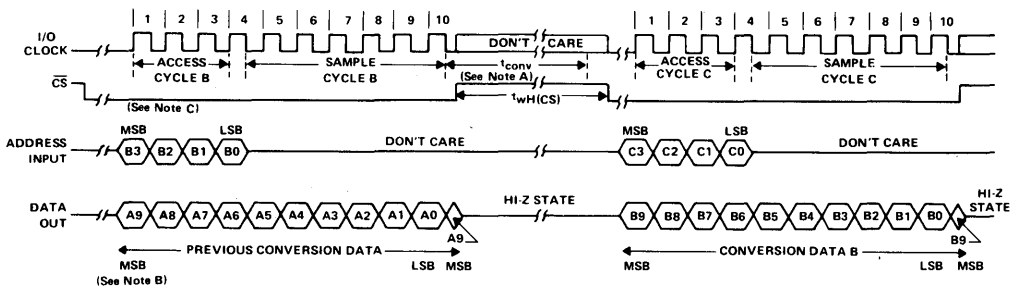 1 2 3 4 5 6 7 8 9 10 1 2 3 4 5 6 7 8 9 10
I/O
CLOCK
DON'T CARE
ACCESS
CYCLE B
SAMPLE
CYCLE B
tconv
(See Note A)
ACCESS
CYCLE C
SAMPLE
CYCLE C
CS
(See Note C)
twH(CS)
MSB LSB MSB LSB
ADDRESS
INPUT
B3 B2 B1 B0 DON'T CARE C3 C2 C1 C0 DON'T CARE
DATA
OUT
A9 A8 A7 A6 A5 A4 A3 A2 A1 A0 HI-Z STATE B9 B8 B7 B6 B5 B4 B3 B2 B1 B0 HI-Z
STATE
A9 B9
PREVIOUS CONVERSION DATA CONVERSION DATA B
MSB LSB MSB MSB LSB MSB
(See Note B)